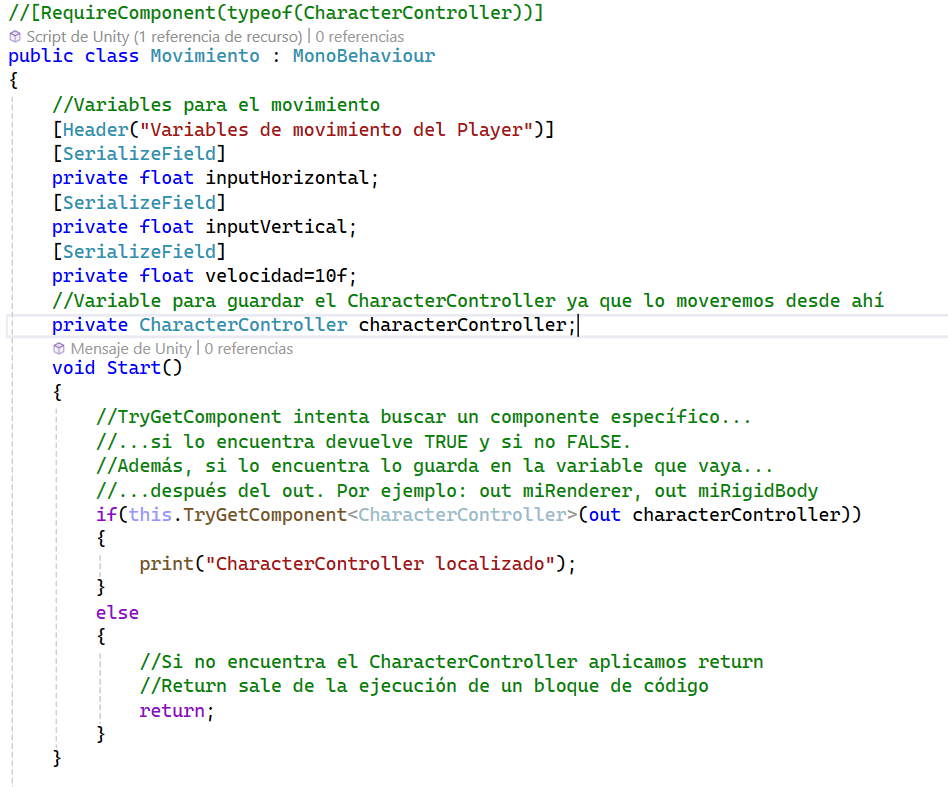 //[RequireComponent(typeof(CharacterController))]
Script de Unity (1 referencia de recurso) | 0 referencias
public class Movimiento : MonoBehaviour
{
//Variables para el movimiento
[Header("Variables de movimiento del Player")]
[SerializeField]
private float inputHorizontal;
[SerializeField]
private float inputVertical;
[SerializeField]
private float velocidad=10f;
//Variable para guardar el CharacterController ya que lo moveremos desde ahí
private CharacterController characterController;
Mensaje de Unity | 0 referencias
void Start()
{
//TryGetComponent intenta buscar un componente específico...
//...si lo encuentra devuelve TRUE y si no FALSE.
//Además, si lo encuentra lo guarda en la variable que vaya...
//...después del out. Por ejemplo: out miRenderer, out miRigidBody
if(this.TryGetComponent<CharacterController>(out characterController))
{
print("CharacterController localizado");
}
else
{
//Si no encuentra el CharacterController aplicamos return
//Return sale de la ejecución de un bloque de código
return;
}
}